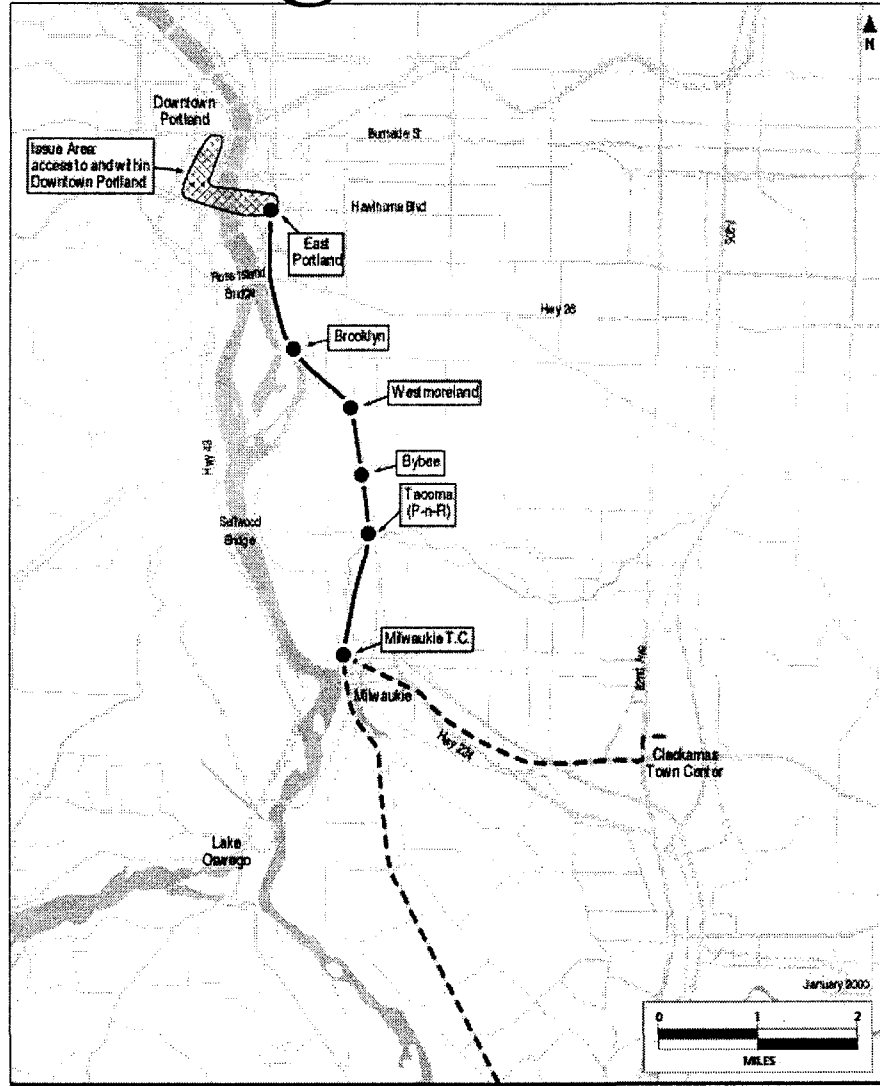 N
Downtown
Portland
Burnside St
Issue Area:
access to and within
Downtown Portland
Hawthorne Blvd
I-205
East
Portland
Ross Island
Bridge
Hwy 26
Brooklyn
Westmoreland
Hwy 43
Bybee
Tacoma
(P-n-R)
Sellwood
Bridge
Milwaukie T.C.
82nd Ave
Milwaukie
Hwy 224
Clackamas
Town Center
Lake
Oswego
January 2000
0 1 2
MILES